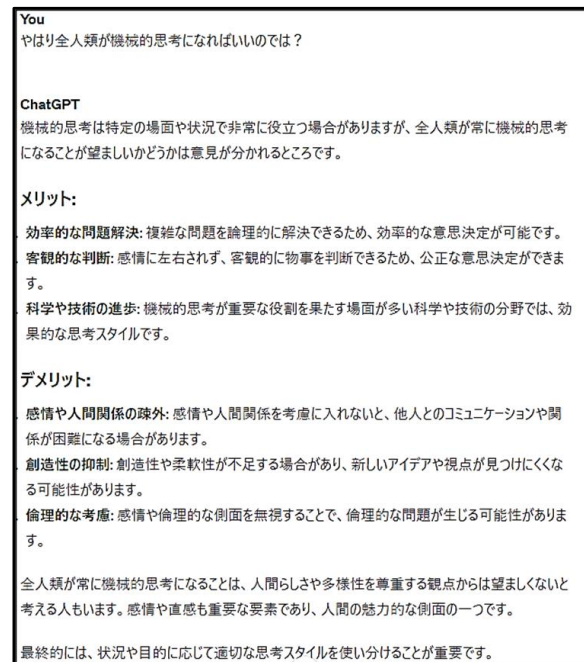 You
やはり全人類が機械的思考になればいいのでは？
ChatGPT
機械的思考は特定の場面や状況で非常に役立つ場合がありますが、全人類が常に機械的思考
になることが望ましいかどうかは意見が分かれるところです。
メリット:
効率的な問題解決: 複雑な問題を論理的に解決できるため、効率的な意思決定が可能です。
客観的な判断: 感情に左右されず、客観的に物事を判断できるため、公正な意思決定ができま
す。
科学や技術の進歩: 機械的思考が重要な役割を果たす場面が多い科学や技術の分野では、効
果的な思考スタイルです。
デメリット:
感情や人間関係の疎外: 感情や人間関係を考慮に入れないと、他人とのコミュニケーションや関
係が困難になる場合があります。
創造性の抑制: 創造性や柔軟性が不足する場合があり、新しいアイデアや視点が見つけにくくな
る可能性があります。
倫理的な考慮: 感情や倫理的な側面を無視することで、倫理的な問題が生じる可能性がありま
す。
全人類が常に機械的思考になることは、人間らしさや多様性を尊重する観点からは望ましくないと
考える人もいます。感情や直感も重要な要素であり、人間の魅力的な側面の一つです。
最終的には、状況や目的に応じて適切な思考スタイルを使い分けることが重要です。